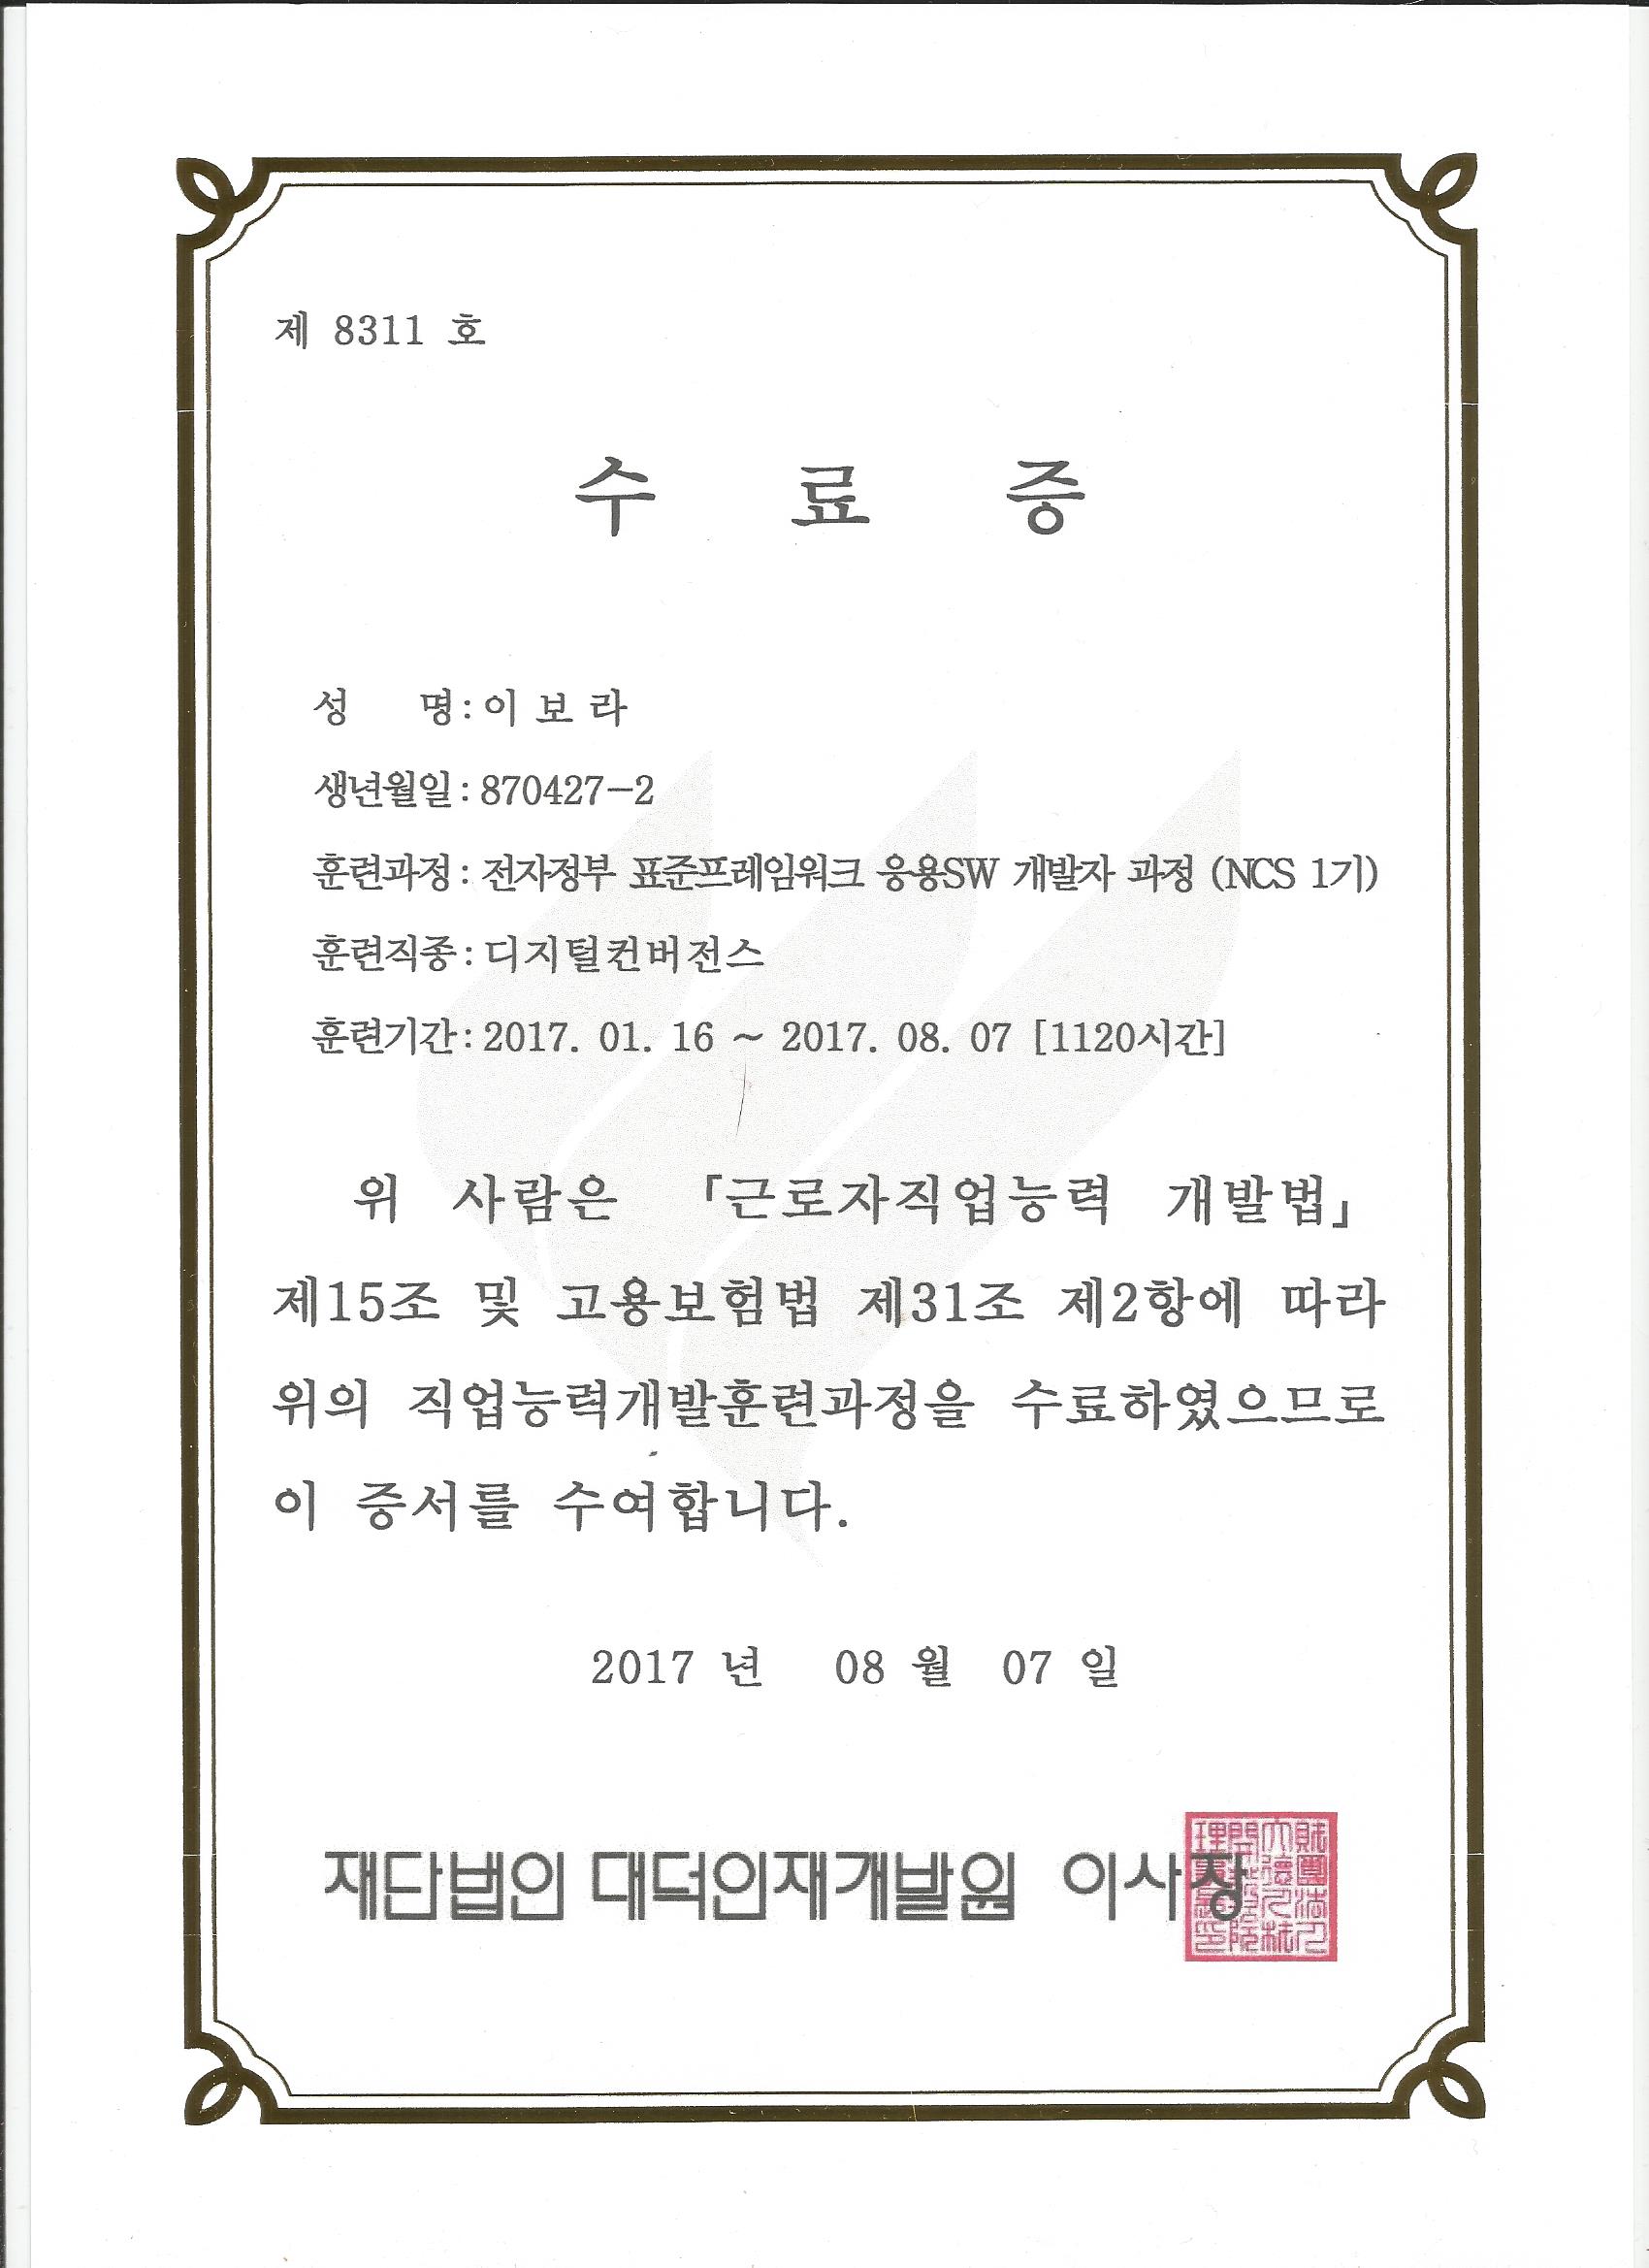 제 8311 호
수 료 증
성 명:이 보 라
생년월일:870427-2
훈련과정:전자정부 표준프레임워크 응용SW 개발자 과정 (NCS 1기)
훈련직종:디지털컨버전스
훈련기간:2017. 01. 16 ~ 2017. 08. 07 [1120시간]
위 사람은 「근로자직업능력 개발법」
제15조 및 고용보험법 제31조 제2항에 따라
위의 직업능력개발훈련과정을 수료하였으므로
이 증서를 수여합니다.
2017 년 08 월 07 일
재단법인 대덕인재개발원 이사장